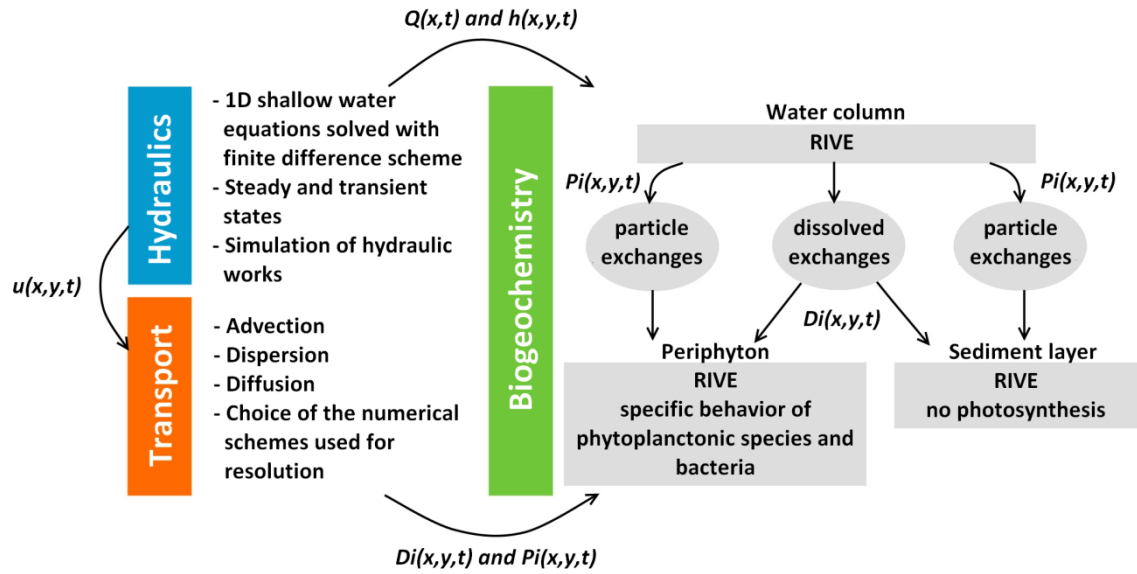 Q(x,t) and h(x,y,t)
Hydraulics
- 1D shallow water
equations solved with
finite difference scheme
- Steady and transient
states
- Simulation of hydraulic
works
u(x,y,t)
Transport
- Advection
- Dispersion
- Diffusion
- Choice of the numerical
schemes used for
resolution
Di(x,y,t) and Pi(x,y,t)
Biogeochemistry
Water column
RIVE
Pi(x,y,t)
Pi(x,y,t)
particle
exchanges
dissolved
exchanges
particle
exchanges
Di(x,y,t)
Periphyton
RIVE
specific behavior of
phytoplanctonic species and
bacteria
Sediment layer
RIVE
no photosynthesis